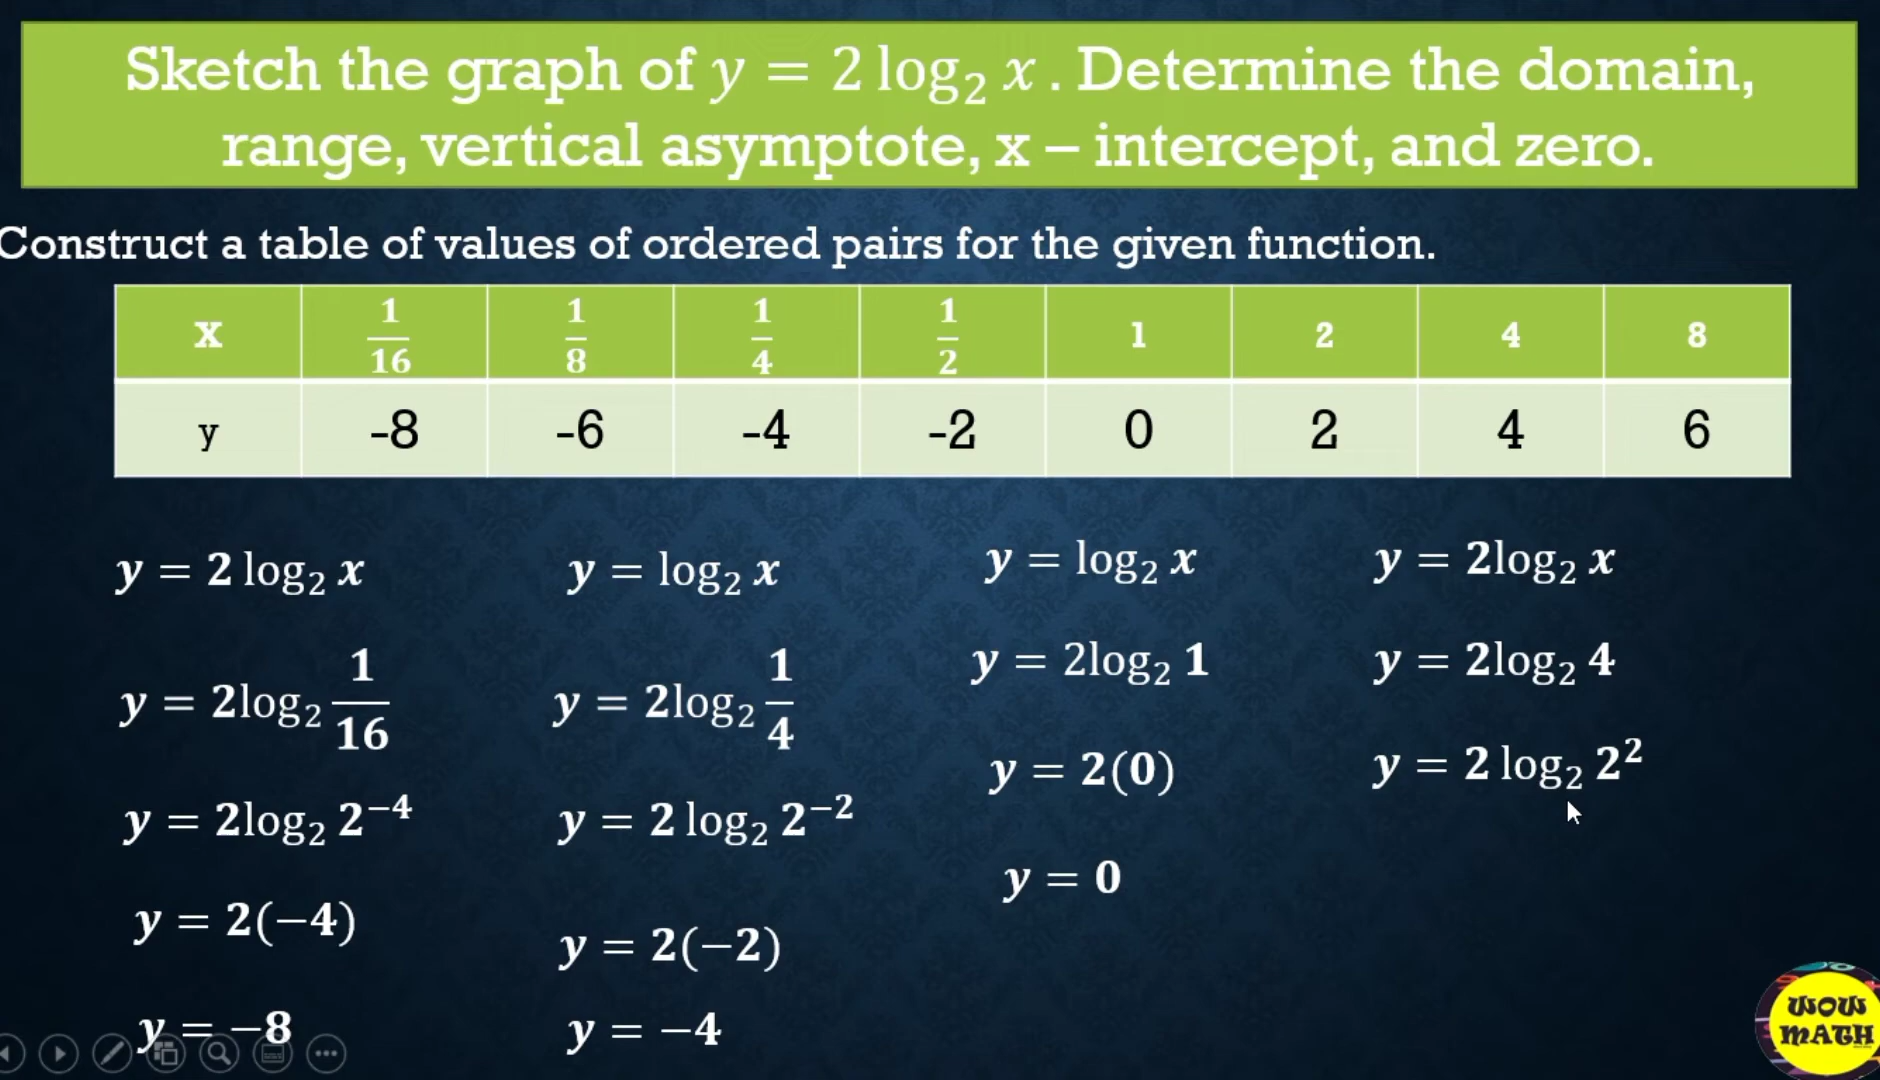 Sketch the graph of y = 2 log₂ x . Determine the domain,
range, vertical asymptote, x – intercept, and zero.
Construct a table of values of ordered pairs for the given function.
x 1/16 1/8 1/4 1/2 1 2 4 8
y -8 -6 -4 -2 0 2 4 6
y = 2 log₂ x
y = 2log₂ 1/16
y = 2log₂ 2⁻⁴
y = 2(−4)
y = −8
y = log₂ x
y = 2log₂ 1/4
y = 2 log₂ 2⁻²
y = 2(−2)
y = −4
y = log₂ x
y = 2log₂ 1
y = 2(0)
y = 0
y = 2log₂ x
y = 2log₂ 4
y = 2 log₂ 2²
WOW
MATH